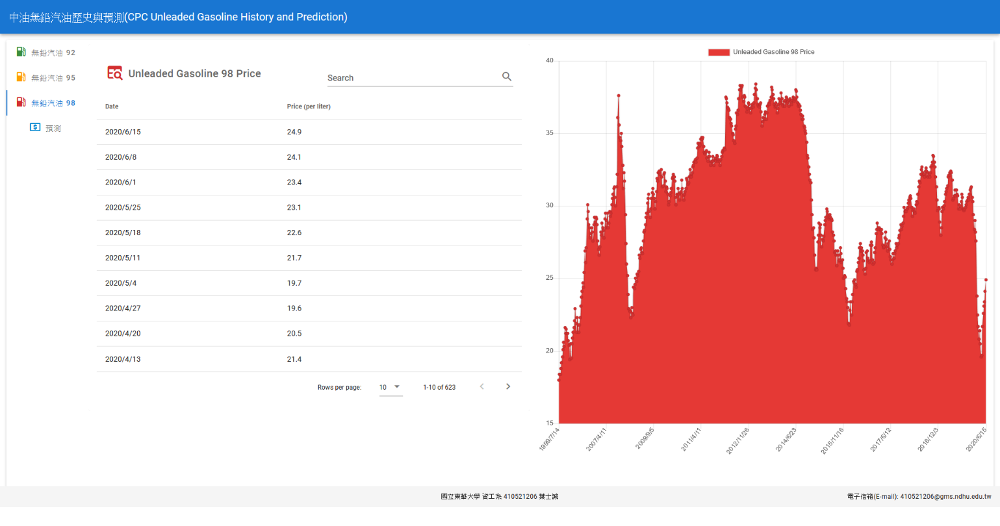 中油無鉛汽油歷史與預測(CPC Unleaded Gasoline History and Prediction)
無鉛汽油 92
無鉛汽油 95
無鉛汽油 98
預測
Unleaded Gasoline 98 Price
Search
Date Price (per liter)
2020/6/15 24.9
2020/6/8 24.1
2020/6/1 23.4
2020/5/25 23.1
2020/5/18 22.6
2020/5/11 21.7
2020/5/4 19.7
2020/4/27 19.6
2020/4/20 20.5
2020/4/13 21.4
Rows per page: 10 1-10 of 623
Unleaded Gasoline 98 Price
40
35
30
25
20
15
1999/7/14 2007/4/11 2009/9/5 2011/4/11 2012/11/26 2014/6/23 2015/11/16 2017/6/12 2018/12/3 2020/6/15
國立東華大學 資工系 410521206 葉士誠
電子信箱(E-mail): 410521206@gms.ndhu.edu.tw